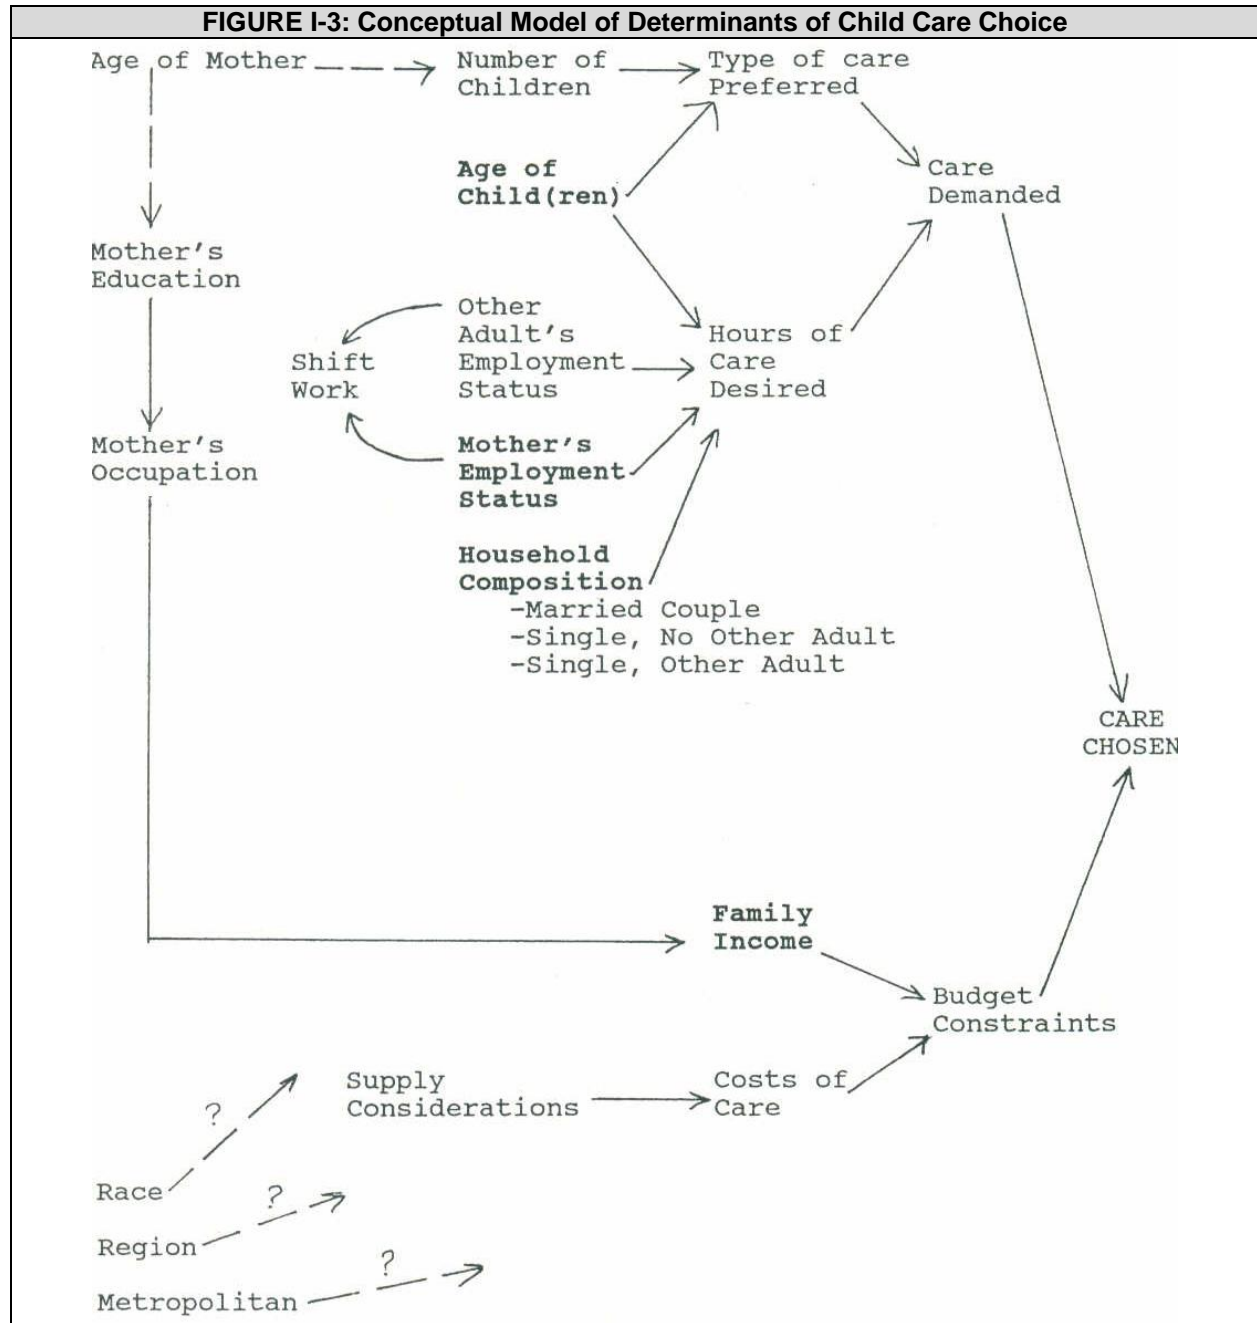 FIGURE I-3: Conceptual Model of Determinants of Child Care Choice
Age of Mother
Number of
Children
Type of care
Preferred
Age of
Child(ren)
Care
Demanded
Mother's
Education
Other
Adult's
Employment
Status
Hours of
Care
Desired
Shift
Work
Mother's
Occupation
Mother's
Employment
Status
Household
Composition
-Married Couple
-Single, No Other Adult
-Single, Other Adult
CARE
CHOSEN
Family
Income
Budget
Constraints
Supply
Considerations
Costs of
Care
?
Race
?
Region
?
Metropolitan